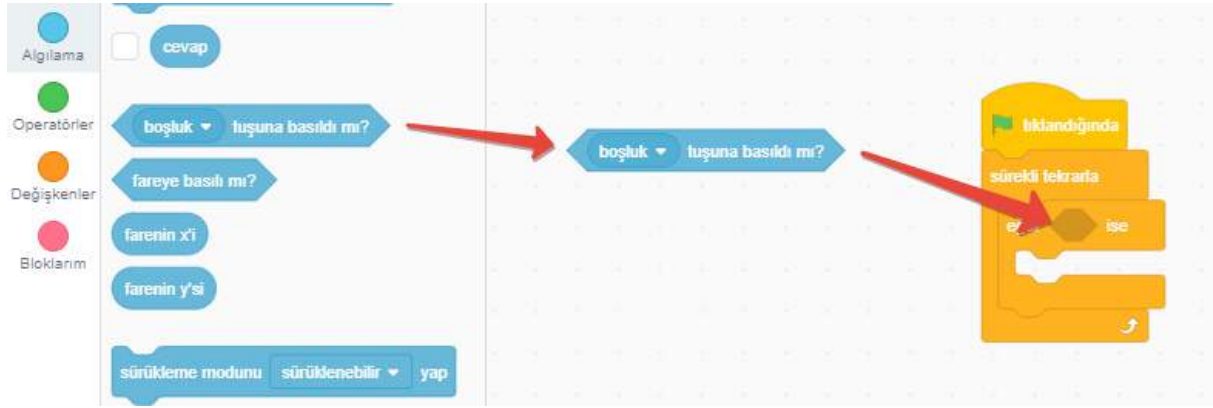 Algılama
Operatörler
Değişkenler
Bloklarım
cevap
boşluk tuşuna basıldı mı?
fareye basılı mı?
farenin x'i
farenin y'si
sürükleme modunu sürüklenebilir yap
boşluk tuşuna basıldı mı?
tıklandığında
sürekli tekrarla
ise